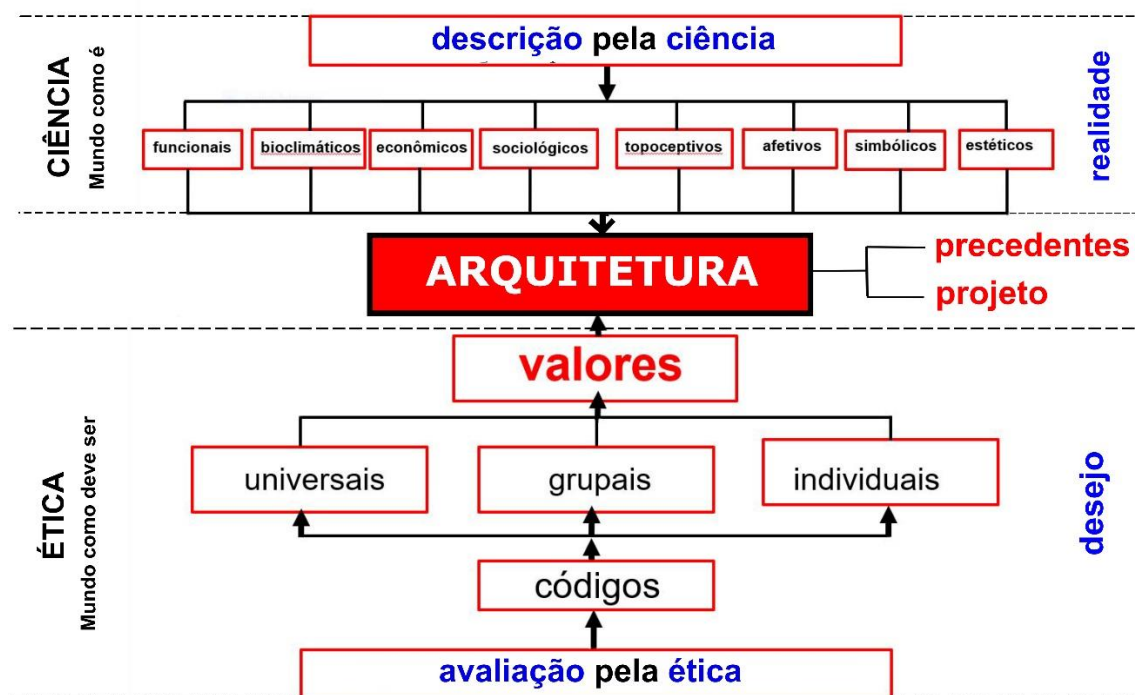 descrição pela ciência
CIÊNCIA
Mundo como é
realidade
funcionais
bioclimáticos
econômicos
sociológicos
topoceptivos
afetivos
simbólicos
estéticos
ARQUITETURA
precedentes
projeto
valores
ÉTICA
Mundo como deve ser
desejo
universais
grupais
individuais
códigos
avaliação pela ética